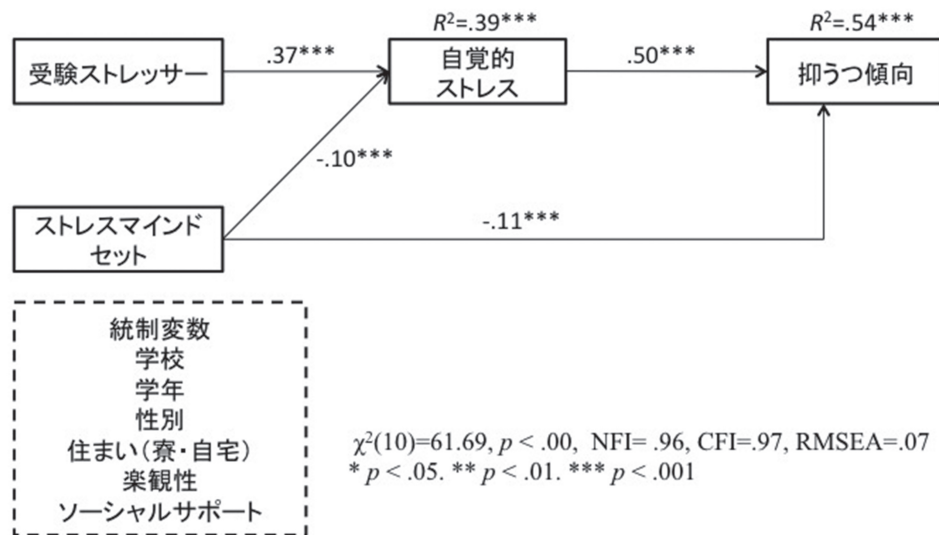 R²=.39***
R²=.54***
受験ストレッサー
.37***
自覚的
ストレス
.50***
抑うつ傾向
-.10***
ストレスマインド
セット
-.11***
統制変数
学校
学年
性別
住まい(寮・自宅)
楽観性
ソーシャルサポート
χ²(10)=61.69, p < .00, NFI= .96, CFI=.97, RMSEA=.07
* p < .05. ** p < .01. *** p < .001